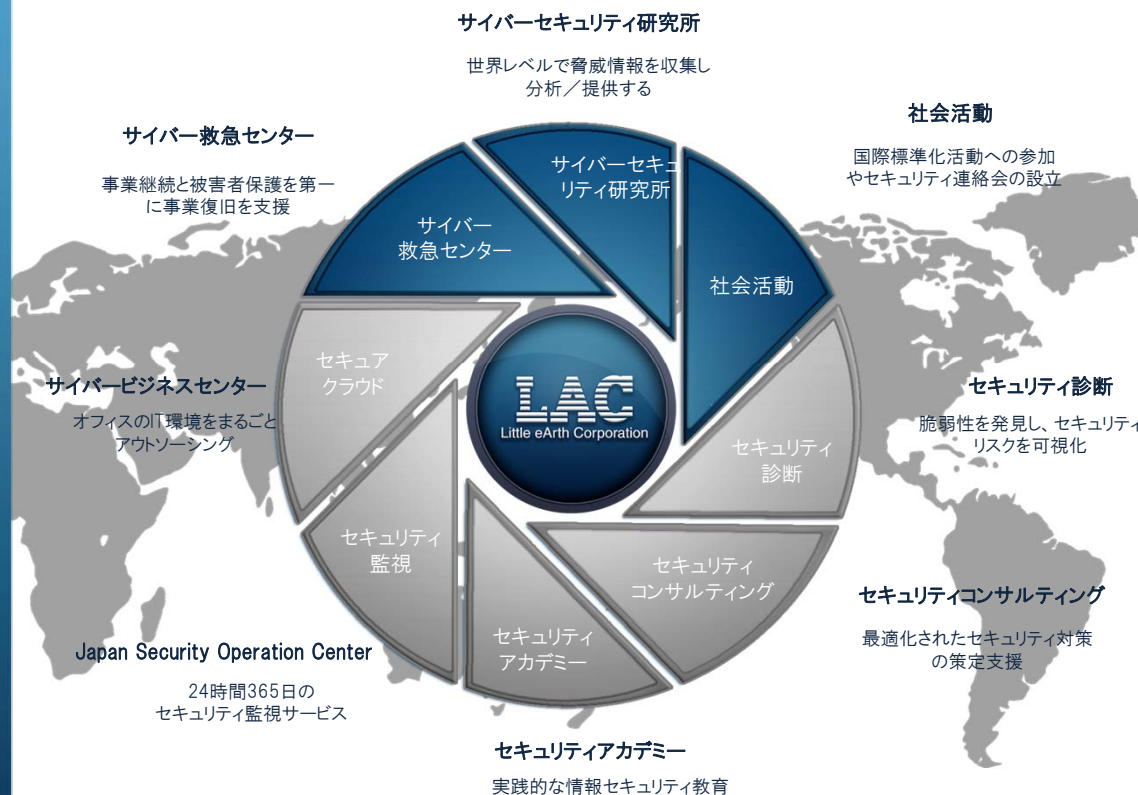 サイバーセキュリティ研究所
世界レベルで脅威情報を収集し
分析／提供する
社会活動
国際標準化活動への参加
やセキュリティ連絡会の設立
サイバー救急センター
事業継続と被害者保護を第一
に事業復旧を支援
サイバーセキュ
リティ研究所
サイバー
救急センター
社会活動
セキュア
クラウド
LAC
Little eArth Corporation
サイバービジネスセンター
オフィスのIT環境をまるごと
アウトソーシング
セキュリティ診断
脆弱性を発見し、セキュリティ
リスクを可視化
セキュリティ
診断
セキュリティ
監視
セキュリティ
コンサルティング
セキュリティ
アカデミー
セキュリティコンサルティング
最適化されたセキュリティ対策
の策定支援
Japan Security Operation Center
24時間365日の
セキュリティ監視サービス
セキュリティアカデミー
実践的な情報セキュリティ教育